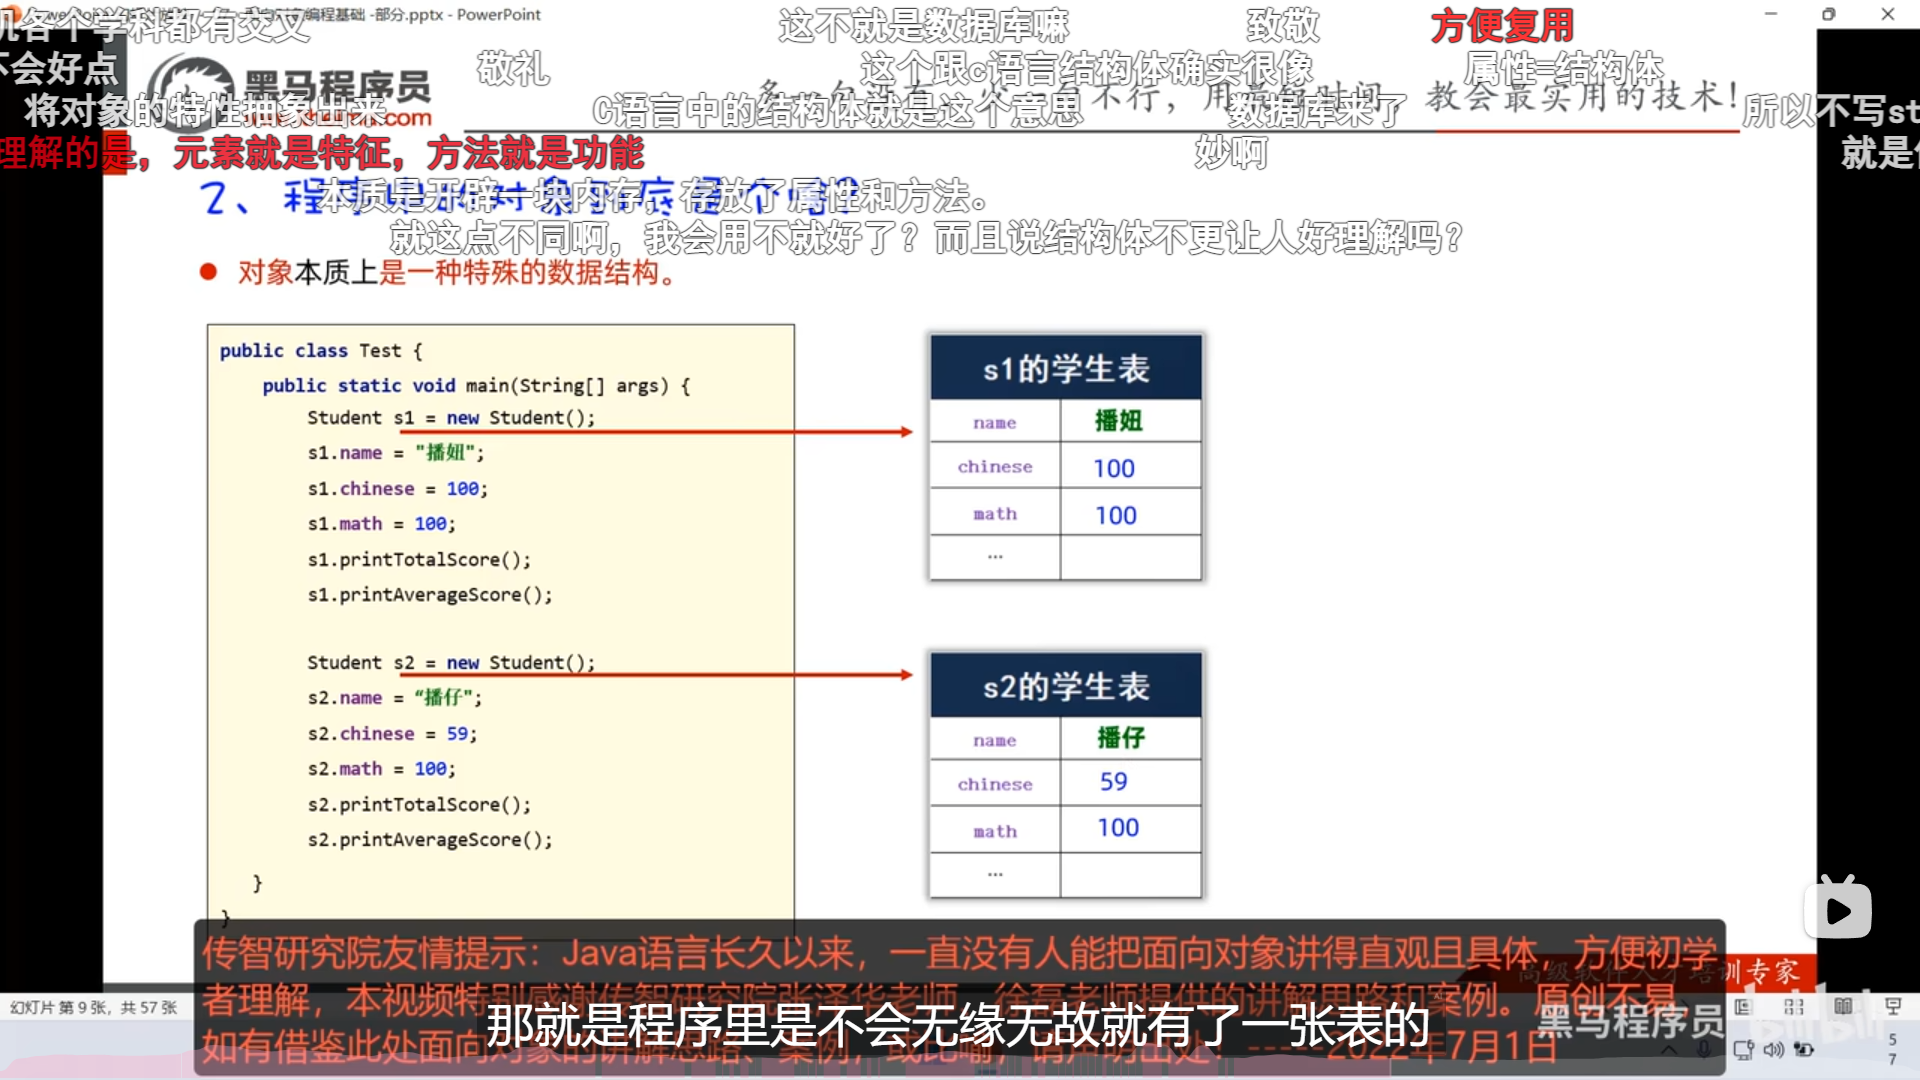 编程基础 -部分.pptx - PowerPoint
机各个学科都有交叉
这不就是数据库嘛
致敬
方便复用
不会好点
敬礼
这个跟c语言结构体确实很像
属性=结构体
黑马程序员
将对象的特性抽象出来
C语言中的结构体就是这个意思
数据库来了
教会最实用的技术!
所以不写st
理解的是，元素就是特征，方法就是功能
妙啊
就是
本质是开辟一块内存，存放了属性和方法。
就这点不同啊，我会用不就好了？而且说结构体不更让人好理解吗？
对象本质上是一种特殊的数据结构。
public class Test {
public static void main(String[] args) {
Student s1 = new Student();
s1.name = "播妞";
s1.chinese = 100;
s1.math = 100;
s1.printTotalScore();
s1.printAverageScore();
Student s2 = new Student();
s2.name = “播仔";
s2.chinese = 59;
s2.math = 100;
s2.printTotalScore();
s2.printAverageScore();
}
}
s1的学生表
name 播妞
chinese 100
math 100
...
s2的学生表
name 播仔
chinese 59
math 100
...
传智研究院友情提示：Java语言长久以来，一直没有人能把面向对象讲得直观且具体，方便初学
者理解，本视频特别感谢传智研究院张泽华老师、徐磊老师提供的讲解思路和案例。原创不易，
如有借鉴此处面向对象的讲解思路、案例，或比喻，请声明出处！-----2022年7月1日
那就是程序里是不会无缘无故就有了一张表的
训专家
黑马程序员
bilibili
幻灯片 第 9 张，共 57 张
5
7